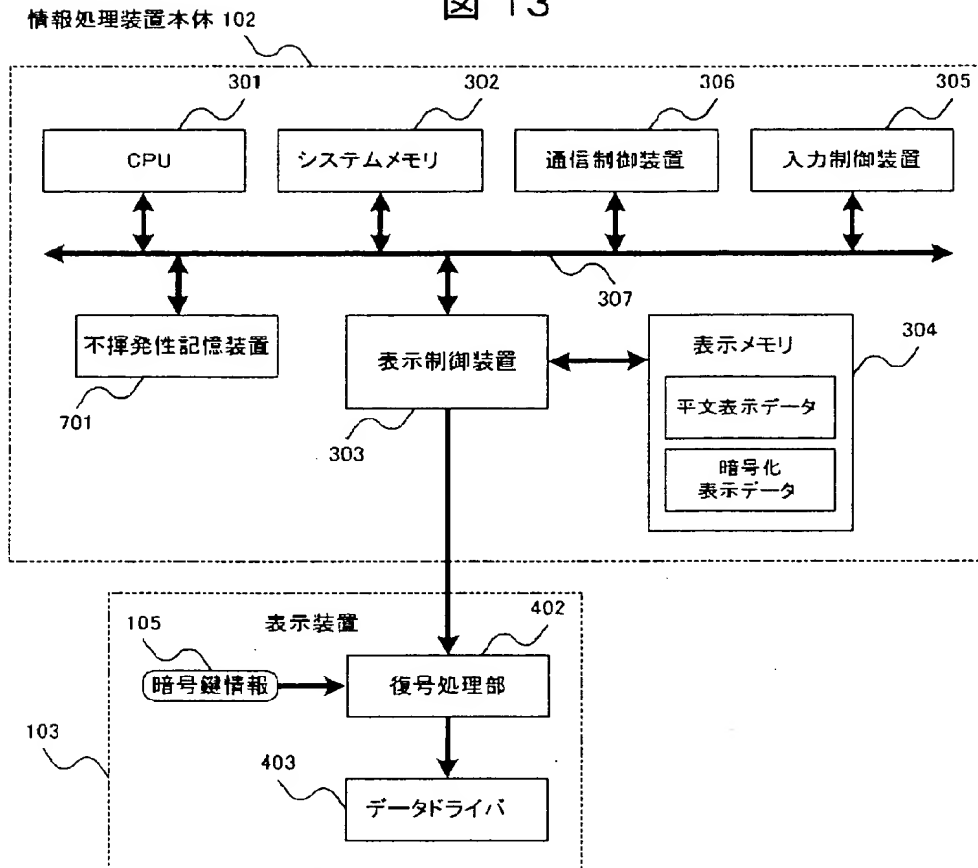 図 13
情報処理装置本体 102
301
302
306
305
CPU
システムメモリ
通信制御装置
入力制御装置
307
不揮発性記憶装置
表示制御装置
表示メモリ
304
平文表示データ
701
303
暗号化
表示データ
402
表示装置
105
暗号鍵情報
復号処理部
103
403
データドライバ